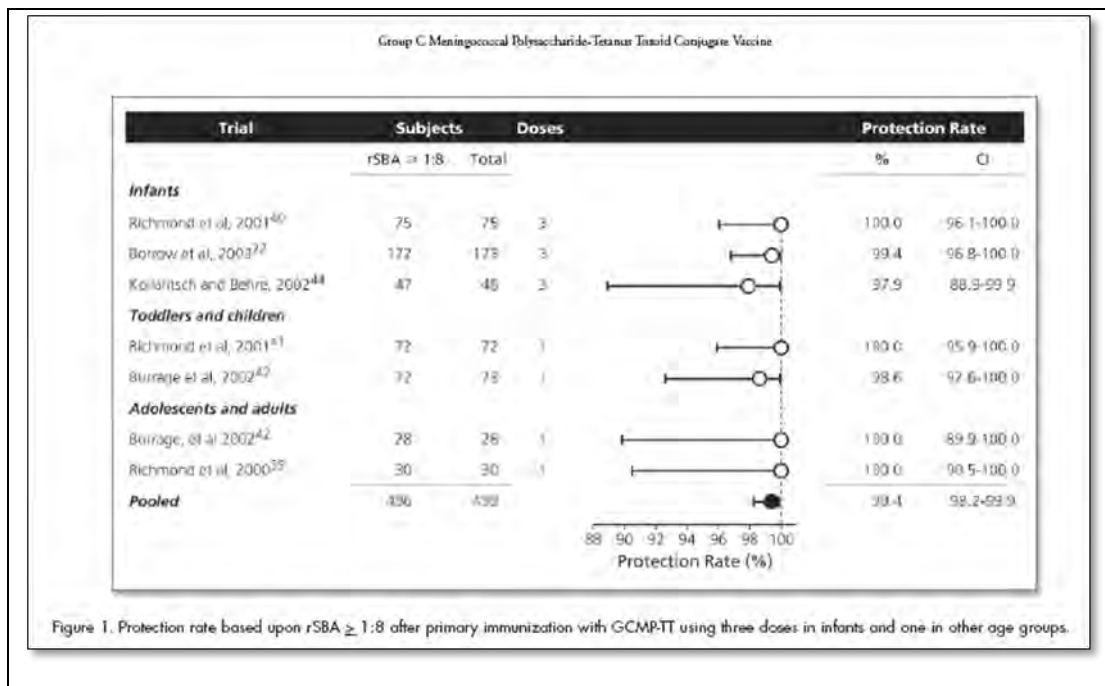 Group C Meningococcal Polysaccharide-Tetanus Toxoid Conjugate Vaccine
Trial Subjects Doses Protection Rate
rSBA ≥ 1:8 Total % CI
Infants
Richmond et al, 2001 75 75 3 100.0 96.1-100.0
Borrow et al, 2003 172 173 3 99.4 96.8-100.0
Kollaritsch and Behre, 2002⁴⁴ 47 3 97.9 88.9-99.9
Toddlers and children
Richmond et al, 2001⁴¹ 72 72 1 100.0 95.9-100.0
Burrage et al, 2002⁴² 72 73 1 98.6 92.6-100.0
Adolescents and adults
Burrage, et al 2002⁴² 28 28 1 100.0 89.9-100.0
Richmond et al, 2000 30 30 1 100.0 90.5-100.0
Pooled 496 499 99.4 98.2-99.9
88 90 92 94 96 98 100
Protection Rate (%)
Figure 1. Protection rate based upon rSBA ≥ 1:8 after primary immunization with GCMP-TT using three doses in infants and one in other age groups.